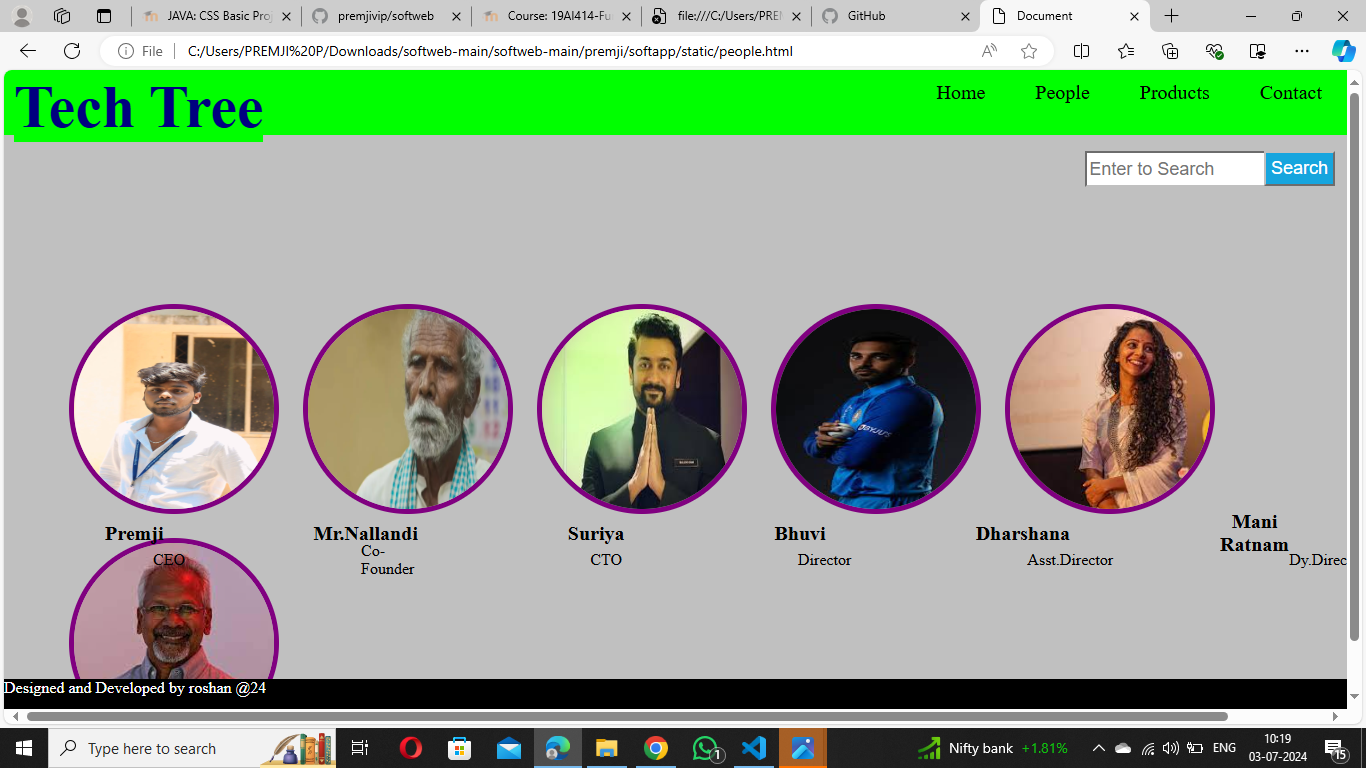 JAVA: CSS Basic Proj
premjivip/softweb
Course: 19AI414-Fu
file:///C:/Users/PREM
GitHub
Document
File
C:/Users/PREMJI%20P/Downloads/softweb-main/softweb-main/premji/softapp/static/people.html
Tech Tree
Home People Products Contact
Enter to Search Search
BYJU'S
Premji Mr.Nallandi Suriya Bhuvi Dharshana Mani
Ratnam
CEO Co-
Founder CTO Director Asst.Director Dy.Direc
Designed and Developed by roshan @24
Type here to search
1
Nifty bank +1.81%
ENG
10:19
03-07-2024
15